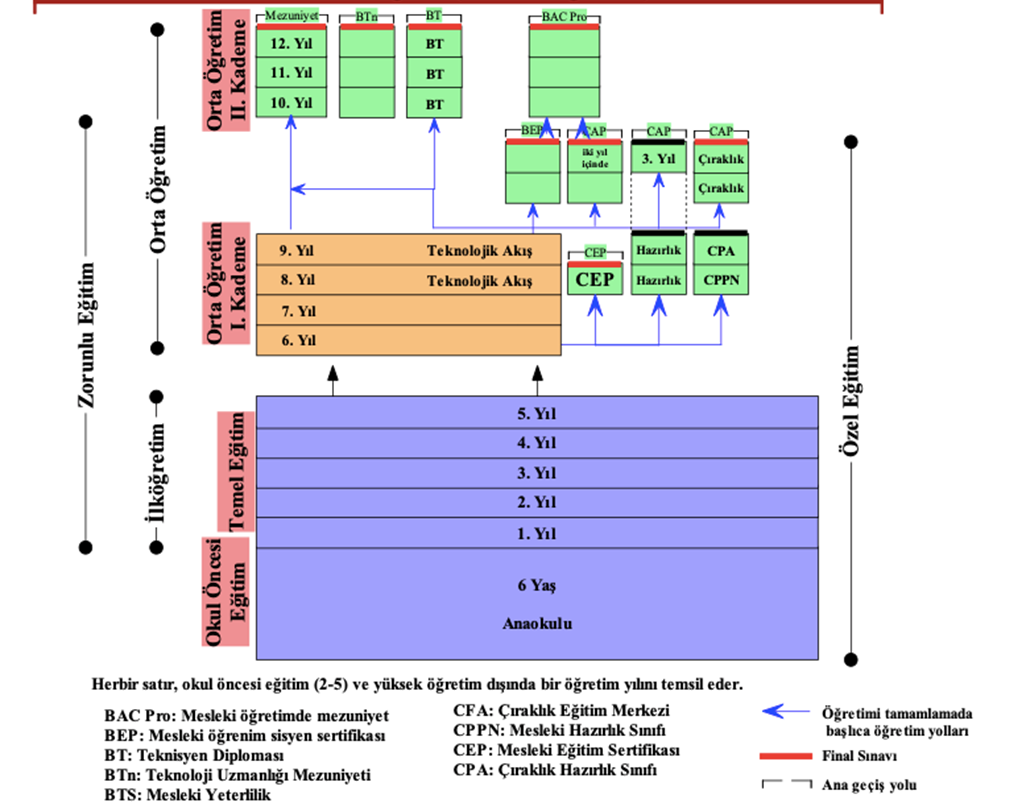 Mezuniyet BTn BT BAC Pro
Orta Öğretim
II. Kademe
12. Yıl BT
11. Yıl BT
10. Yıl BT
BEP CAP CAP CAP
iki yıl
içinde
3. Yıl
Çıraklık
Çıraklık
Orta Öğretim
Zorunlu Eğitim
Özel Eğitim
Orta Öğretim
I. Kademe
9. Yıl Teknolojik Akış
8. Yıl Teknolojik Akış
7. Yıl
6. Yıl
CEP
CEP
Hazırlık CPA
Hazırlık CPPN
İlköğretim
Temel Eğitim
5. Yıl
4. Yıl
3. Yıl
2. Yıl
1. Yıl
Okul Öncesi
Eğitim
6 Yaş
Anaokulu
Herbir satır, okul öncesi eğitim (2-5) ve yüksek öğretim dışında bir öğretim yılını temsil eder.
BAC Pro: Mesleki öğretimde mezuniyet
BEP: Mesleki öğrenim sisyen sertifikası
BT: Teknisyen Diploması
BTn: Teknoloji Uzmanlığı Mezuniyeti
BTS: Mesleki Yeterlilik
CFA: Çıraklık Eğitim Merkezi
CPPN: Mesleki Hazırlık Sınıfı
CEP: Mesleki Eğitim Sertifikası
CPA: Çıraklık Hazırlık Sınıfı
Öğretimi tamamlamada
başlıca öğretim yolları
Final Sınavı
Ana geçiş yolu